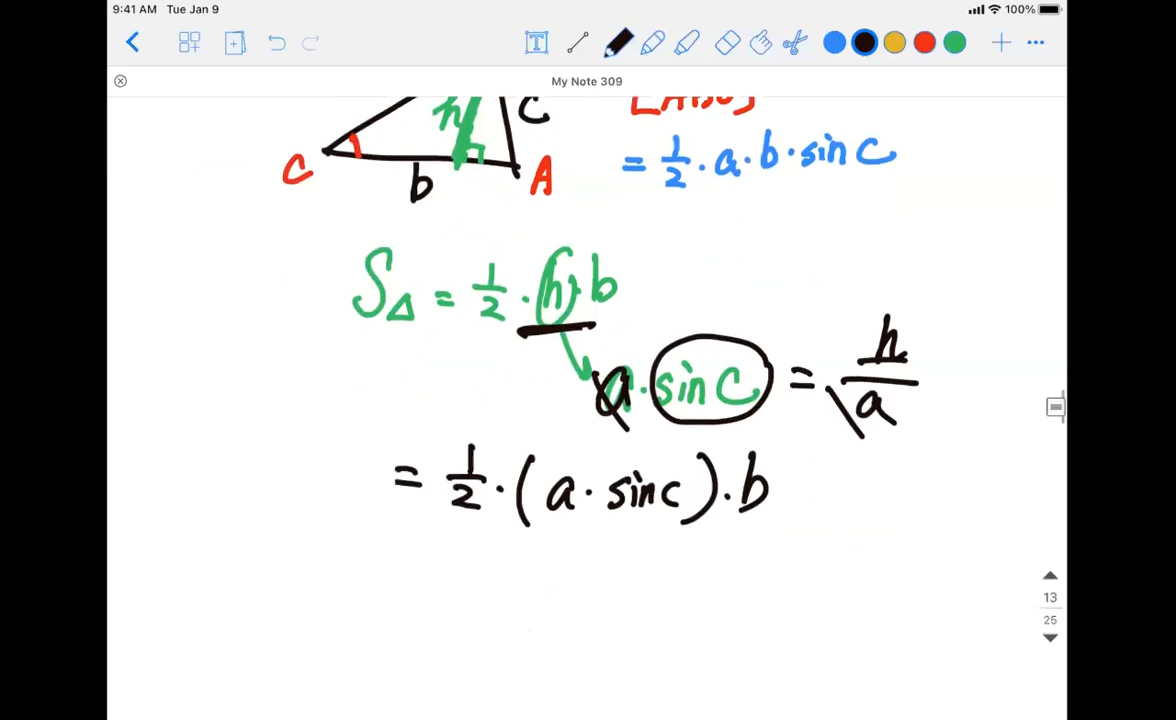 9:41 AM Tue Jan 9 100%
T
My Note 309
h C [ABC]
C b A = 1/2 · a · b · sin C
S△ = 1/2 · h · b
a · sin C = h/a
= 1/2 · ( a · sinc ) · b
13
25